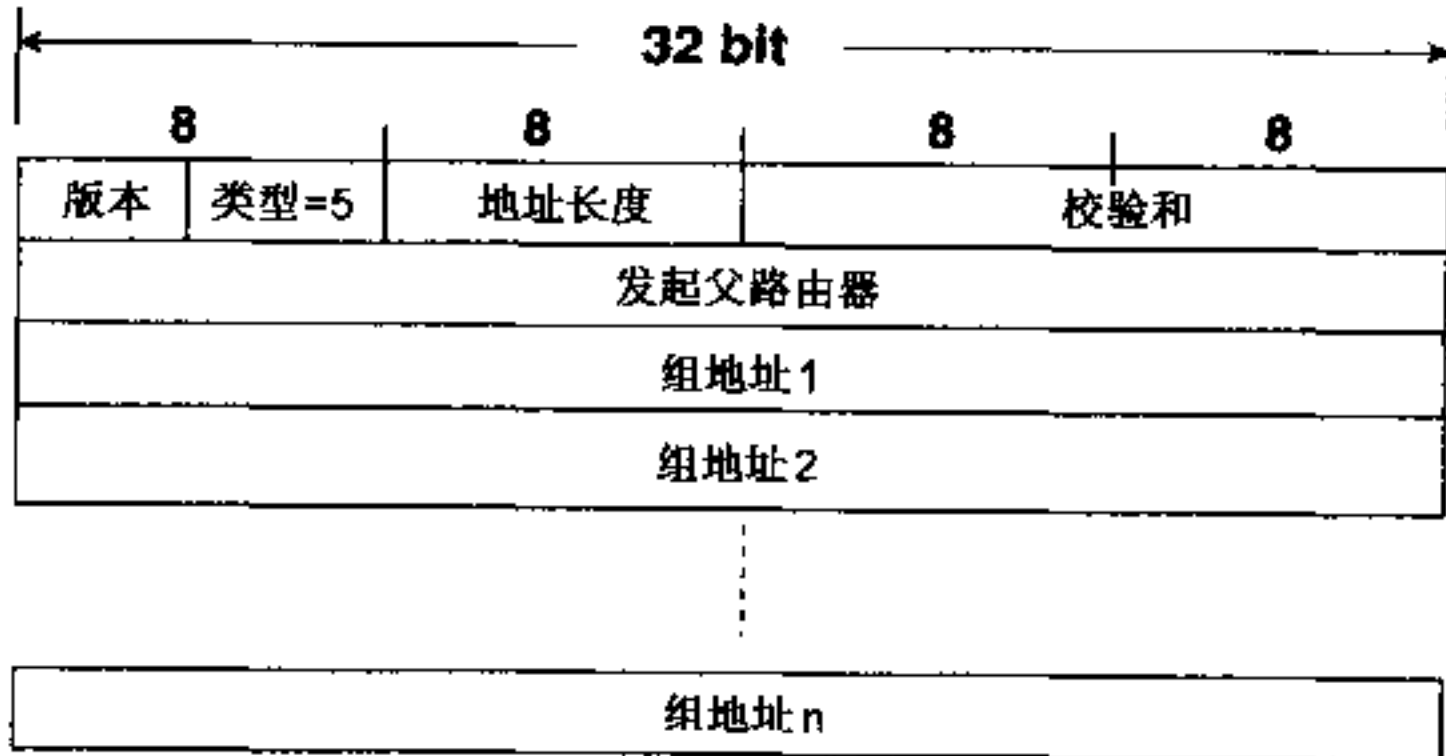 32 bit
8 8 8 8
版本 类型=5 地址长度 校验和
发起父路由器
组地址1
组地址2
组地址n